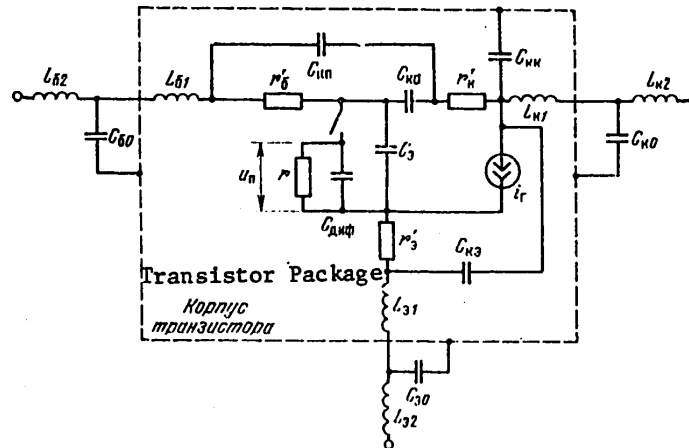 Cкк
Lб2
Lб1
Cкп
r'б
Cка
r'к
Lк1
Lк2
Cб0
Cк0
uп
r
Cэ
iг
Cдиф
r'э
Cкэ
Transistor Package
Корпус
транзистора
Lэ1
Cэ0
Lэ2